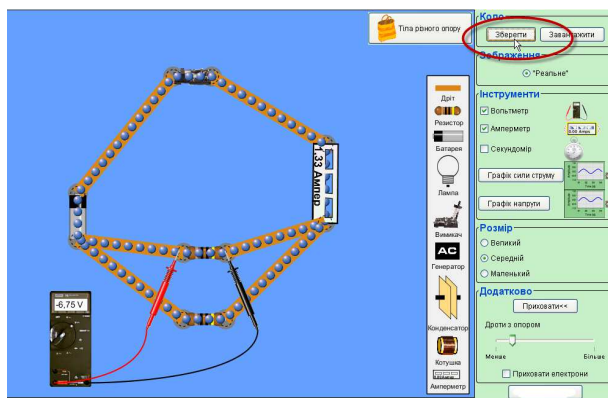 Тіла різного опору
Коло
Зберегти
Завантажити
Зображення
"Реальне"
Інструменти
Вольтметр
Амперметр
Секундомір
Графік сили струму
Графік напруги
Розмір
Великий
Середній
Маленький
Додатково
Приховати<<
Дроти з опором
Менше
Більше
Приховати електрони
Дріт
Резистор
Батарея
Лампа
Вимикач
AC
Генератор
Конденсатор
Котушка
Амперметр
1.33 Ампер
-6,75 V